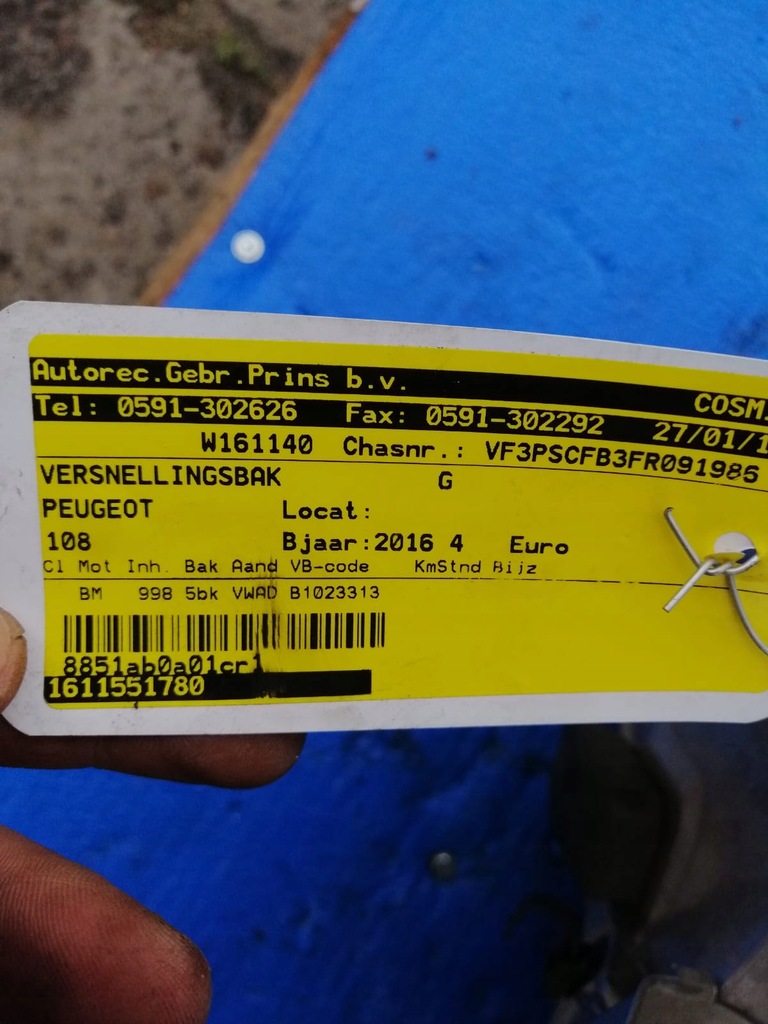 Autorec.Gebr.Prins b.v.
COSM
Tel: 0591-302626 Fax: 0591-302292 27/01/1
W161140 Chasnr.: VF3PSCFB3FR091986
VERSNELLINGSBAK G
PEUGEOT Locat:
108 Bjaar:2016 4 Euro
Cl Mot Inh. Bak Aand VB-code KmStnd Bijz
BM 998 5bk VWAD B1023313
8851ab0a01cr1
1611551780